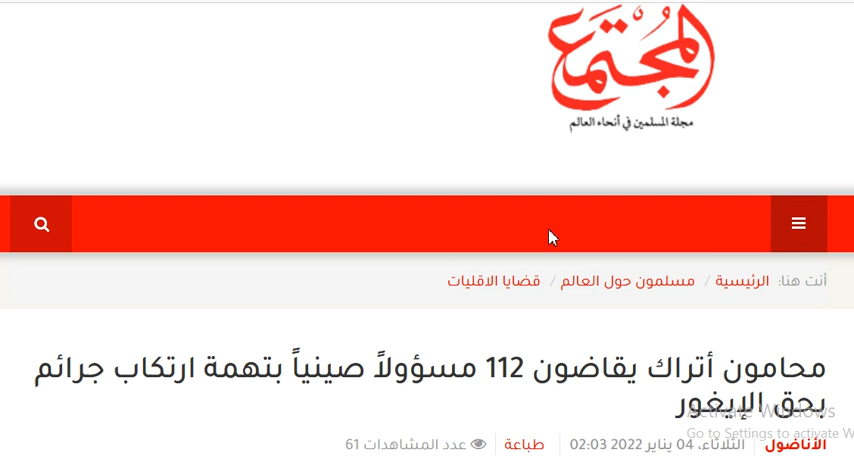 المجتمع
مجلة المسلمين في أنحاء العالم
أنت هنا: الرئيسية / مسلمون حول العالم / قضايا الاقليات
محامون أتراك يقاضون 112 مسؤولاً صينياً بتهمة ارتكاب جرائم
بحق الإيغور
Activate Windows
Go to Settings to activate W
الأناضول الثلاثاء، 04 يناير 2022 02:03 طباعة عدد المشاهدات 61